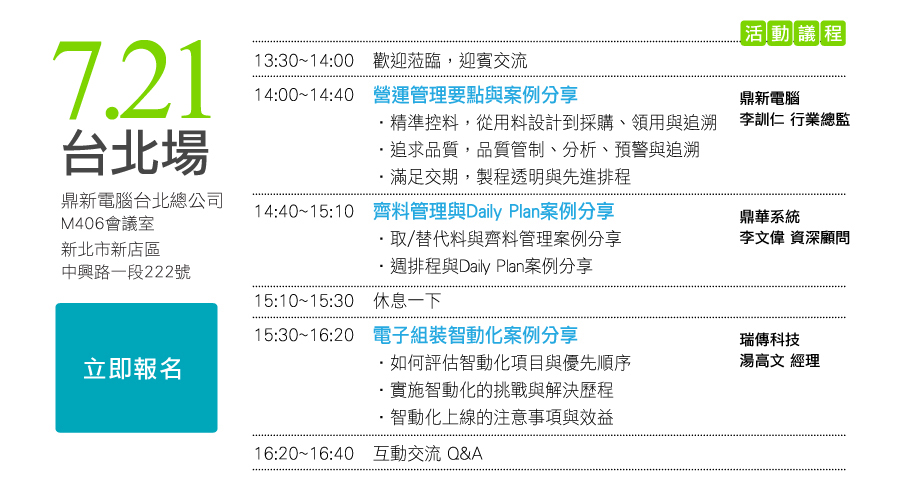 7.21
台北場
鼎新電腦台北總公司
M406會議室
新北市新店區
中興路一段222號
立即報名
活動議程
13:30~14:00 歡迎蒞臨，迎賓交流
14:00~14:40 營運管理要點與案例分享
・精準控料，從用料設計到採購、領用與追溯
・追求品質，品質管制、分析、預警與追溯
・滿足交期，製程透明與先進排程
鼎新電腦
李訓仁 行業總監
14:40~15:10 齊料管理與Daily Plan案例分享
・取/替代料與齊料管理案例分享
・週排程與Daily Plan案例分享
鼎華系統
李文偉 資深顧問
15:10~15:30 休息一下
15:30~16:20 電子組裝智動化案例分享
・如何評估智動化項目與優先順序
・實施智動化的挑戰與解決歷程
・智動化上線的注意事項與效益
瑞傳科技
湯高文 經理
16:20~16:40 互動交流 Q&A